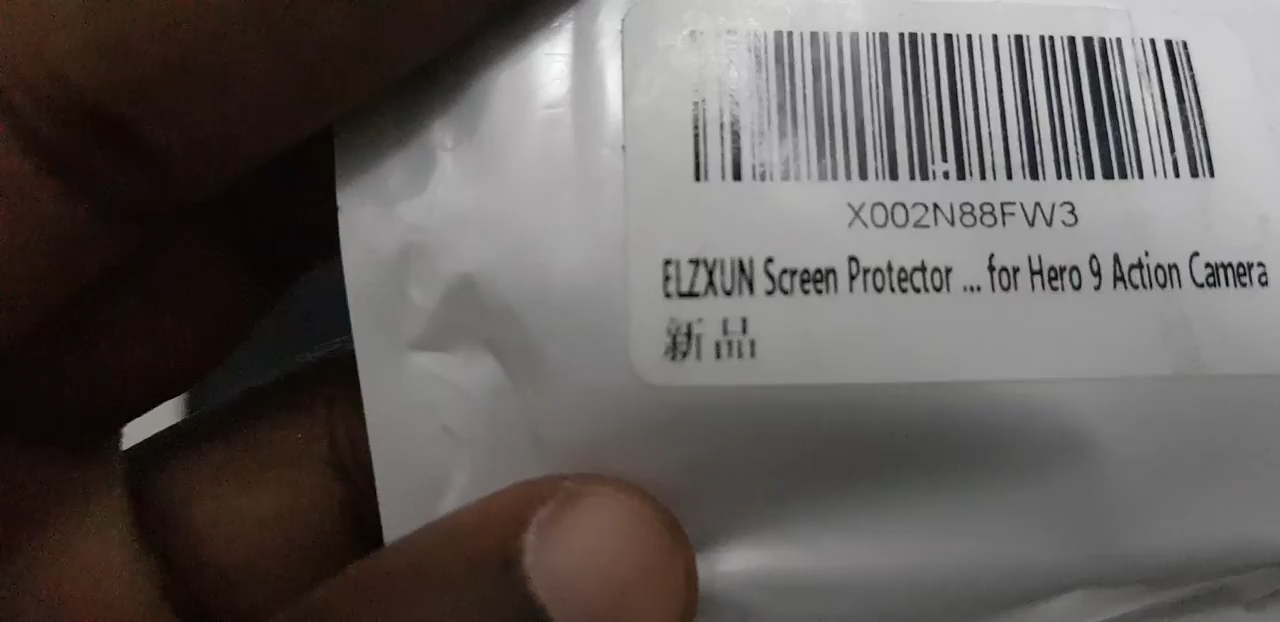 X002N88FW3
ELZXUN Screen Protector ... for Hero 9 Action Camera
新品